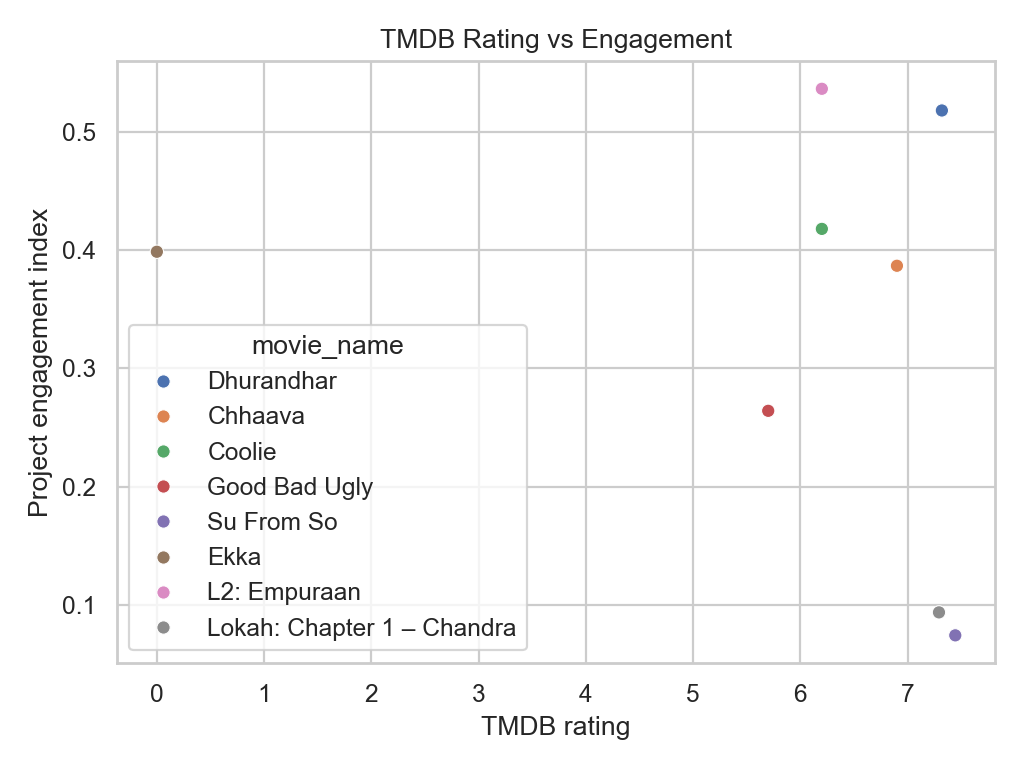 TMDB Rating vs Engagement
Project engagement index
0.5
0.4
0.3
0.2
0.1
movie_name
Dhurandhar
Chhaava
Coolie
Good Bad Ugly
Su From So
Ekka
L2: Empuraan
Lokah: Chapter 1 – Chandra
0 1 2 3 4 5 6 7
TMDB rating